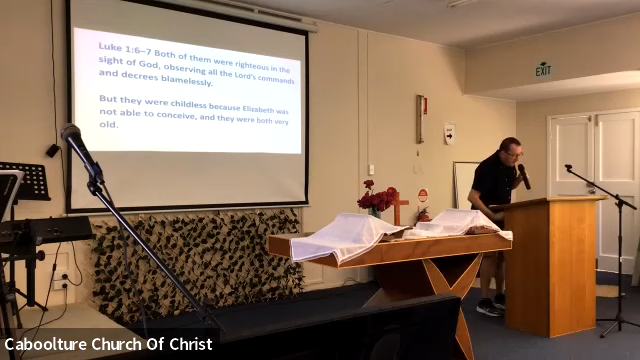 Luke 1:6–7 Both of them were righteous in the
sight of God, observing all the Lord's commands
and decrees blamelessly.
But they were childless because Elizabeth was
not able to conceive, and they were both very
old.
EXIT
Caboolture Church Of Christ